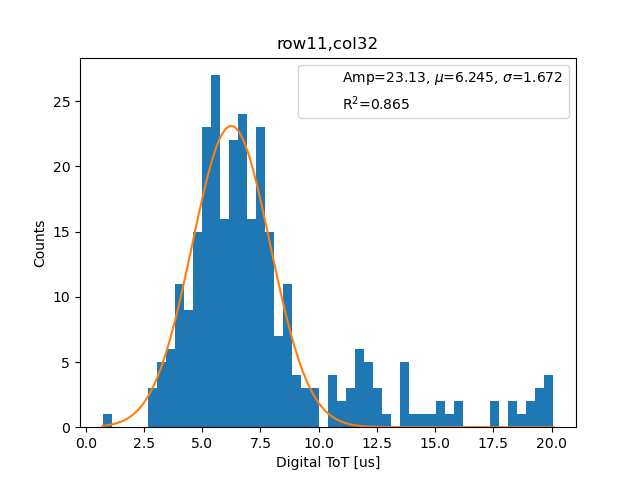 row11,col32
Amp=23.13, μ=6.245, σ=1.672
R²=0.865
Counts
25
20
15
10
5
0
0.0 2.5 5.0 7.5 10.0 12.5 15.0 17.5 20.0
Digital ToT [us]